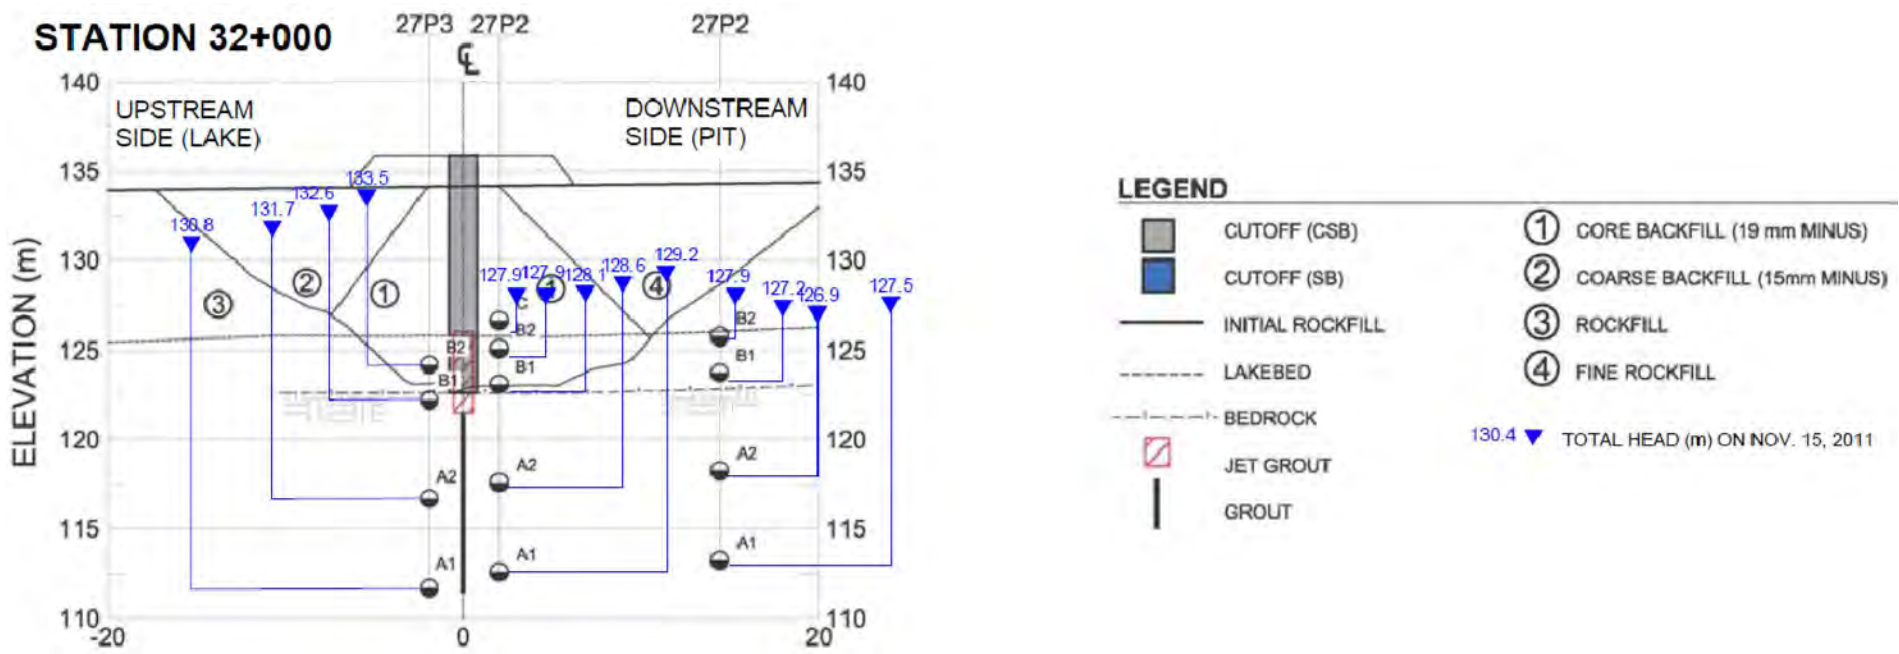 STATION 32+000
27P3 27P2 27P2
℄
140 140
UPSTREAM
SIDE (LAKE)
DOWNSTREAM
SIDE (PIT)
135 135
133.5
132.6
131.7
130.8
130 130
129.2
128.6
127.9 127.9 128.1
127.9
127.2 126.9
127.5
① ② ③ ① ④
C
B2 B2 B2
125 125
B1 B1 B1
120 120
A2 A2 A2
115 115
A1 A1 A1
110 110
-20 0 20
ELEVATION (m)
LEGEND
CUTOFF (CSB)
CUTOFF (SB)
INITIAL ROCKFILL
LAKEBED
BEDROCK
JET GROUT
GROUT
① CORE BACKFILL (19 mm MINUS)
② COARSE BACKFILL (15mm MINUS)
③ ROCKFILL
④ FINE ROCKFILL
130.4 TOTAL HEAD (m) ON NOV. 15, 2011